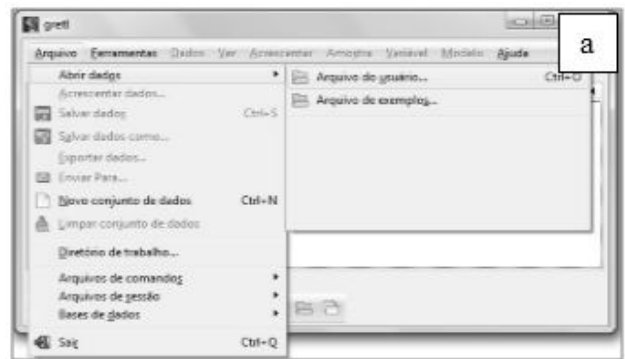 gretl
a
Arquivo Ferramentas Dados Ver Acrescentar Amostra Variável Modelo Ajuda
Abrir dados
Arquivo do usuário... Ctrl+O
Arquivo de exemplos...
Acrescentar dados...
Salvar dados Ctrl+S
Salvar dados como...
Exportar dados...
Enviar Para...
Novo conjunto de dados Ctrl+N
Limpar conjunto de dados
Diretório de trabalho...
Arquivos de comandos
Arquivos de sessão
Bases de dados
Sair Ctrl+Q